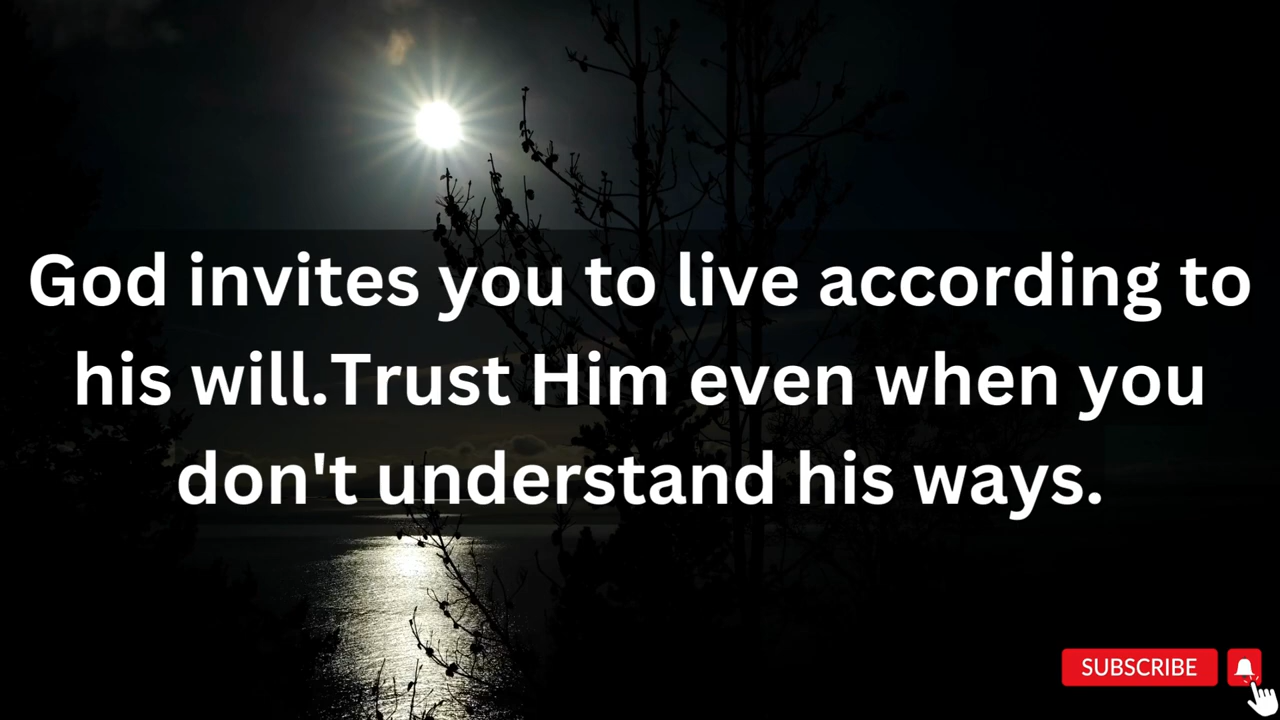 God invites you to live according to
his will.Trust Him even when you
don't understand his ways.
SUBSCRIBE